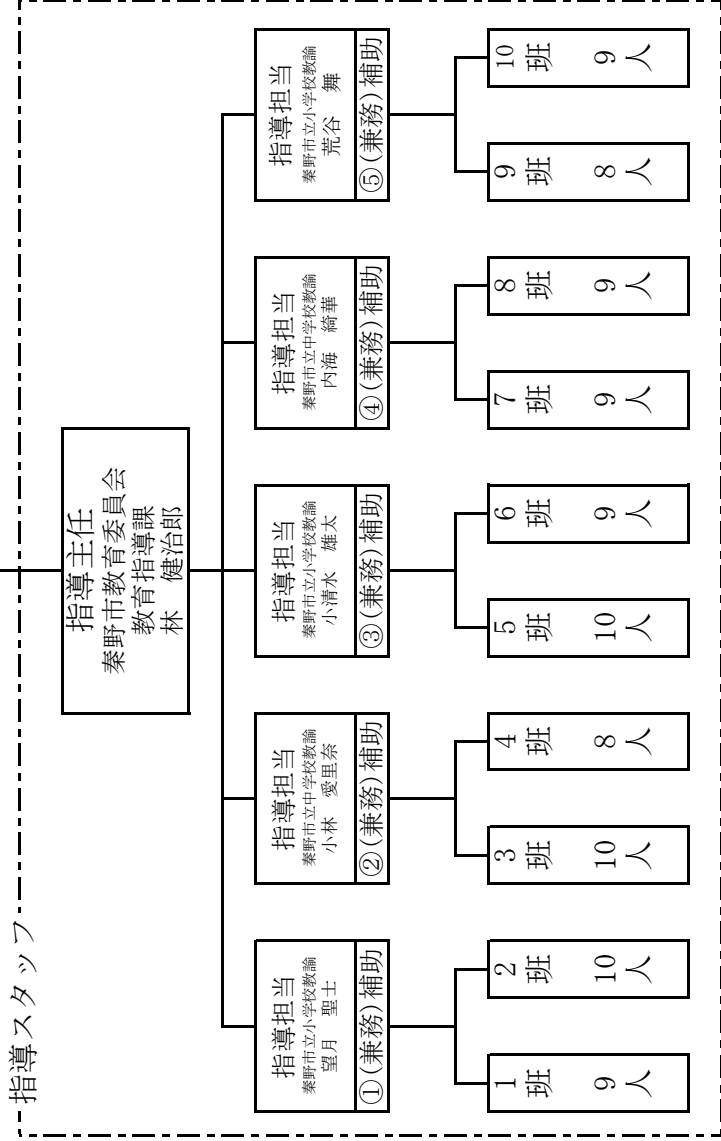 指導スタッフ
指導主任
秦野市教育委員会
教育指導課
林　健治郎
指導担当
秦野市立小学校教諭
望月　聖士
①(兼務)補助
指導担当
秦野市立中学校教諭
小林　愛里奈
②(兼務)補助
指導担当
秦野市立小学校教諭
小清水　雄太
③(兼務)補助
指導担当
秦野市立中学校教諭
内海　綺華
④(兼務)補助
指導担当
秦野市立小学校教諭
荒谷　舞
⑤(兼務)補助
1班　9人
2班　10人
3班　10人
4班　8人
5班　10人
6班　9人
7班　9人
8班　9人
9班　8人
10班　9人